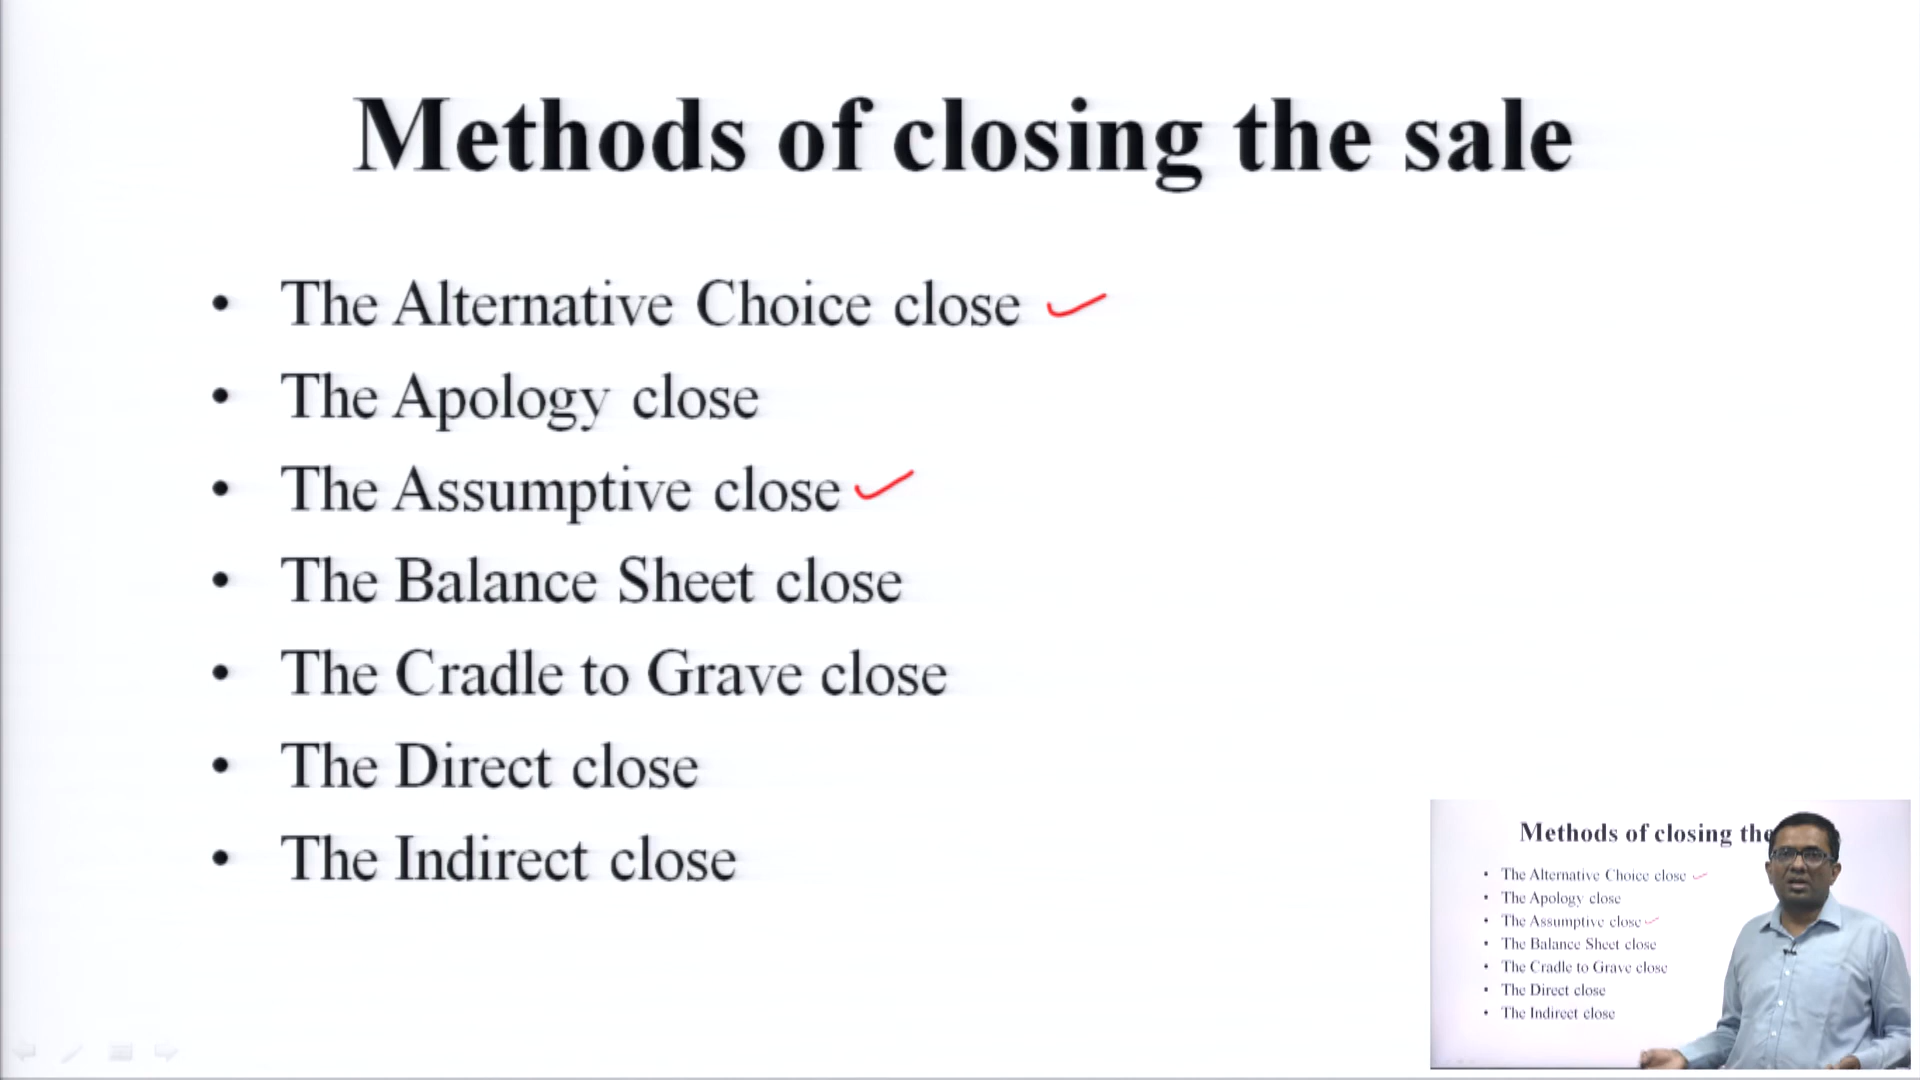 Methods of closing the sale
• The Alternative Choice close
• The Apology close
• The Assumptive close
• The Balance Sheet close
• The Cradle to Grave close
• The Direct close
• The Indirect close
Methods of closing the
• The Alternative Choice close
• The Apology close
• The Assumptive close
• The Balance Sheet close
• The Cradle to Grave close
• The Direct close
• The Indirect close